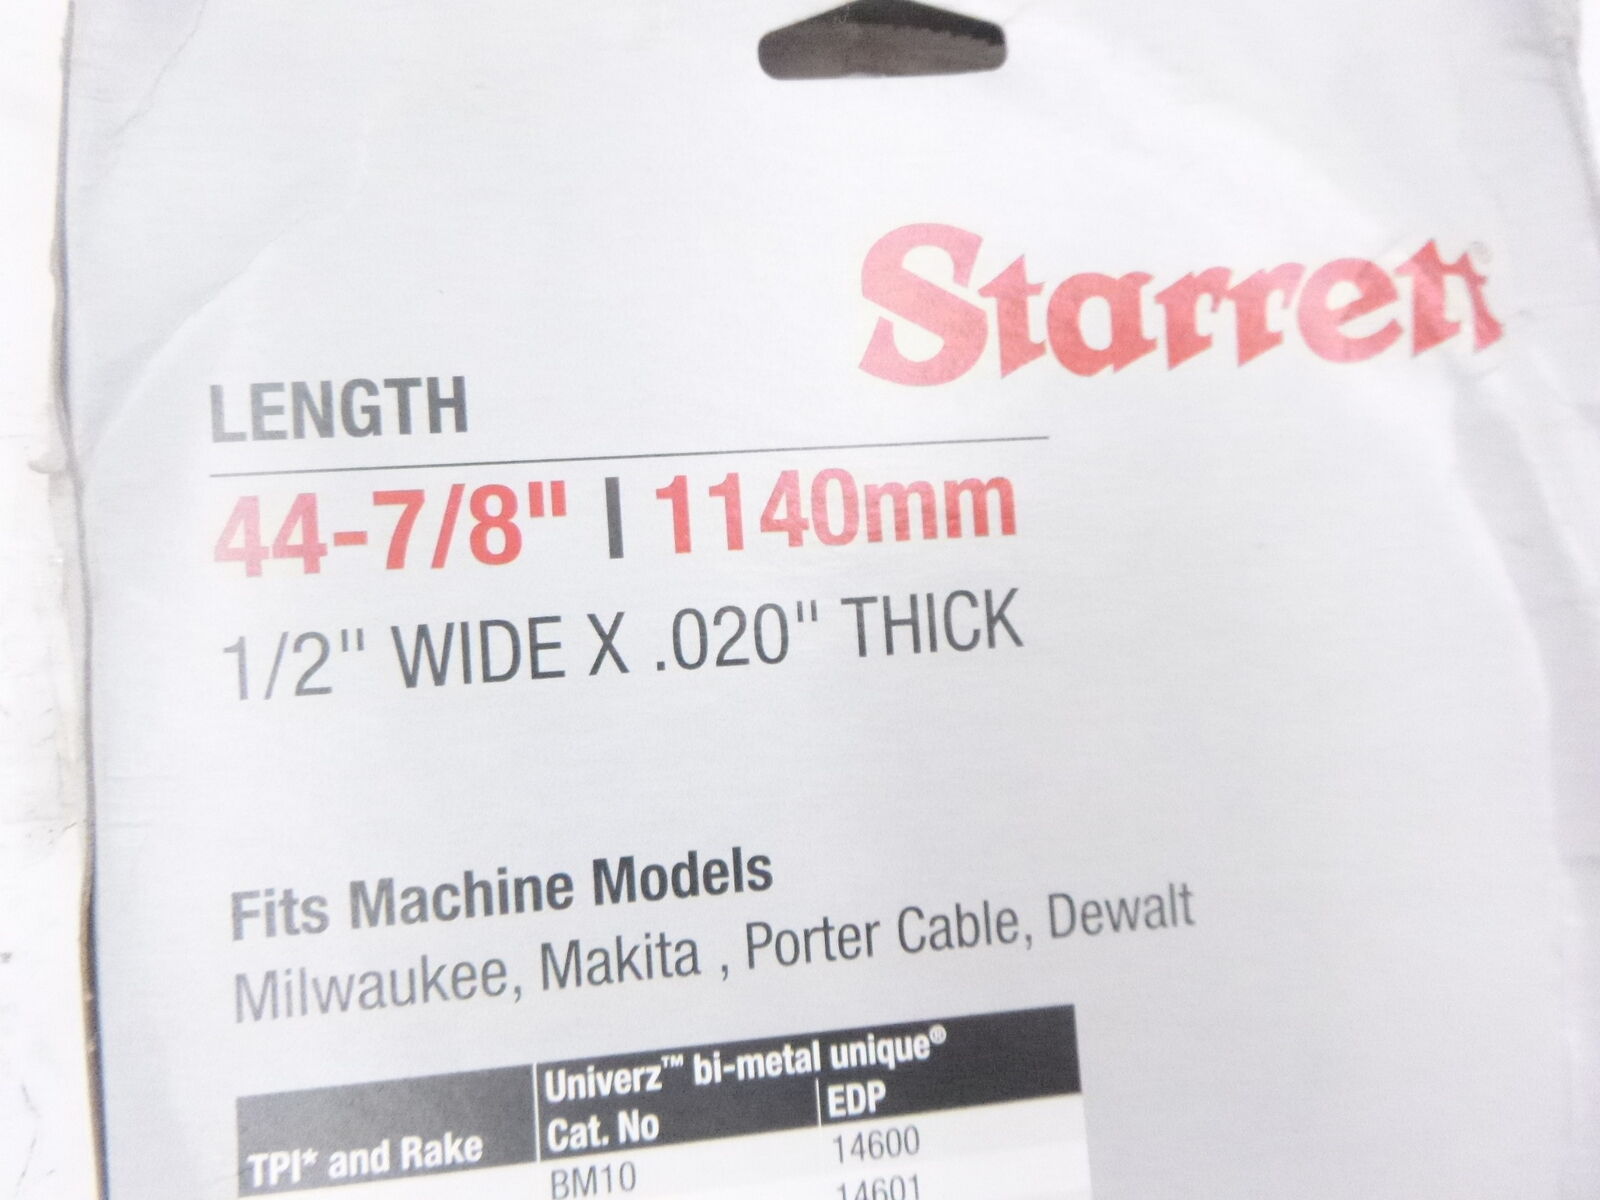 Starrett®
LENGTH
44-7/8" | 1140mm
1/2" WIDE X .020" THICK
Fits Machine Models
Milwaukee, Makita , Porter Cable, Dewalt
Univerz™ bi-metal unique®
TPI* and Rake Cat. No EDP
BM10 14600
14601